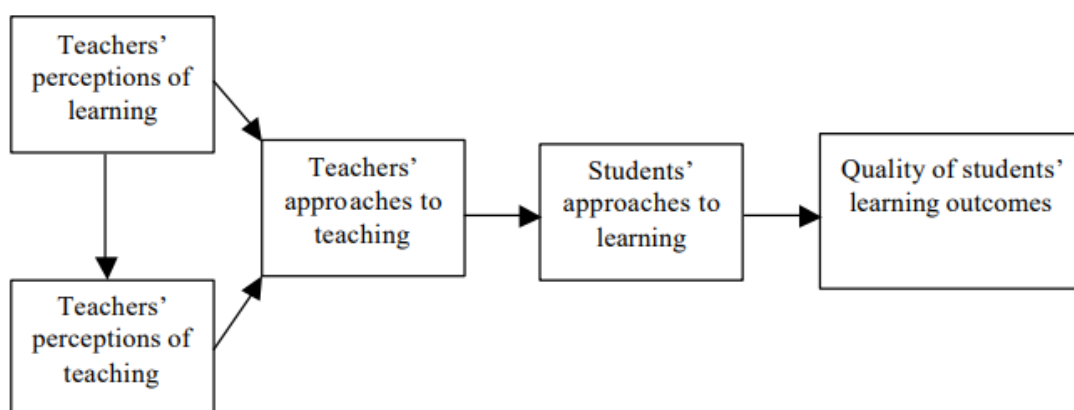 Teachers’
perceptions of
learning
Teachers’
approaches to
teaching
Students’
approaches to
learning
Quality of students’
learning outcomes
Teachers’
perceptions of
teaching